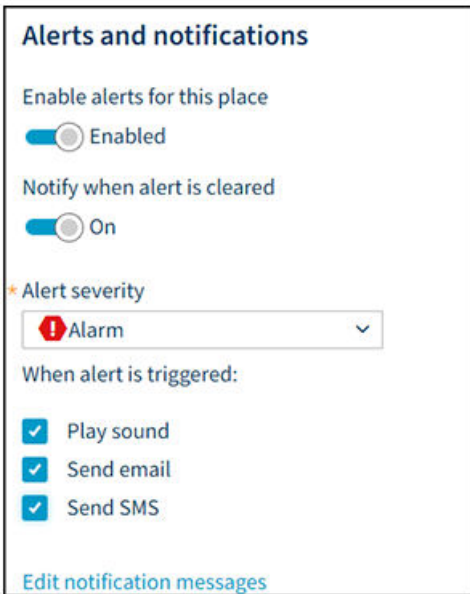 Alerts and notifications
Enable alerts for this place
Enabled
Notify when alert is cleared
On
* Alert severity
! Alarm
When alert is triggered:
Play sound
Send email
Send SMS
Edit notification messages